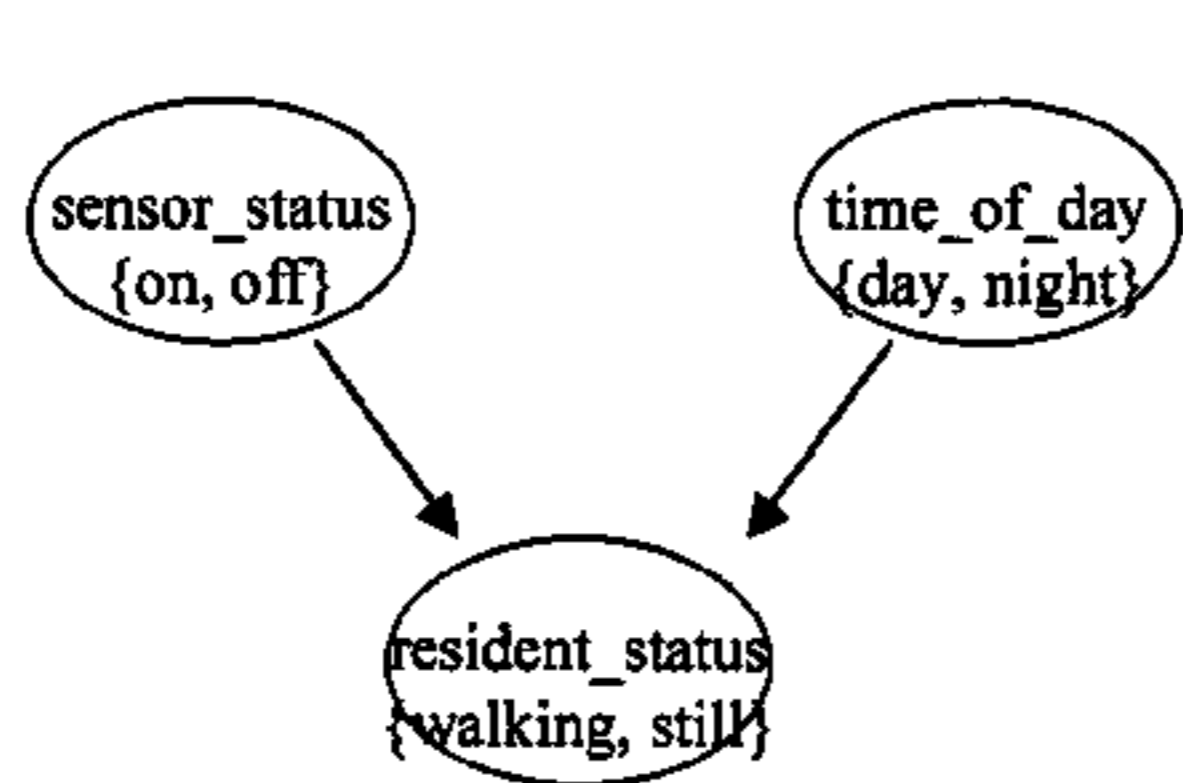 sensor_status
{on, off}
time_of_day
{day, night}
resident_status
{walking, still}